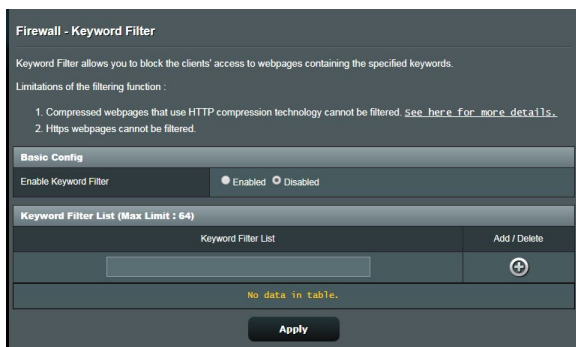 Firewall - Keyword Filter
Keyword Filter allows you to block the clients' access to webpages containing the specified keywords.
Limitations of the filtering function :
1. Compressed webpages that use HTTP compression technology cannot be filtered. See here for more details.
2. Https webpages cannot be filtered.
Basic Config
Enable Keyword Filter Enabled Disabled
Keyword Filter List (Max Limit : 64)
Keyword Filter List Add / Delete
No data in table.
Apply